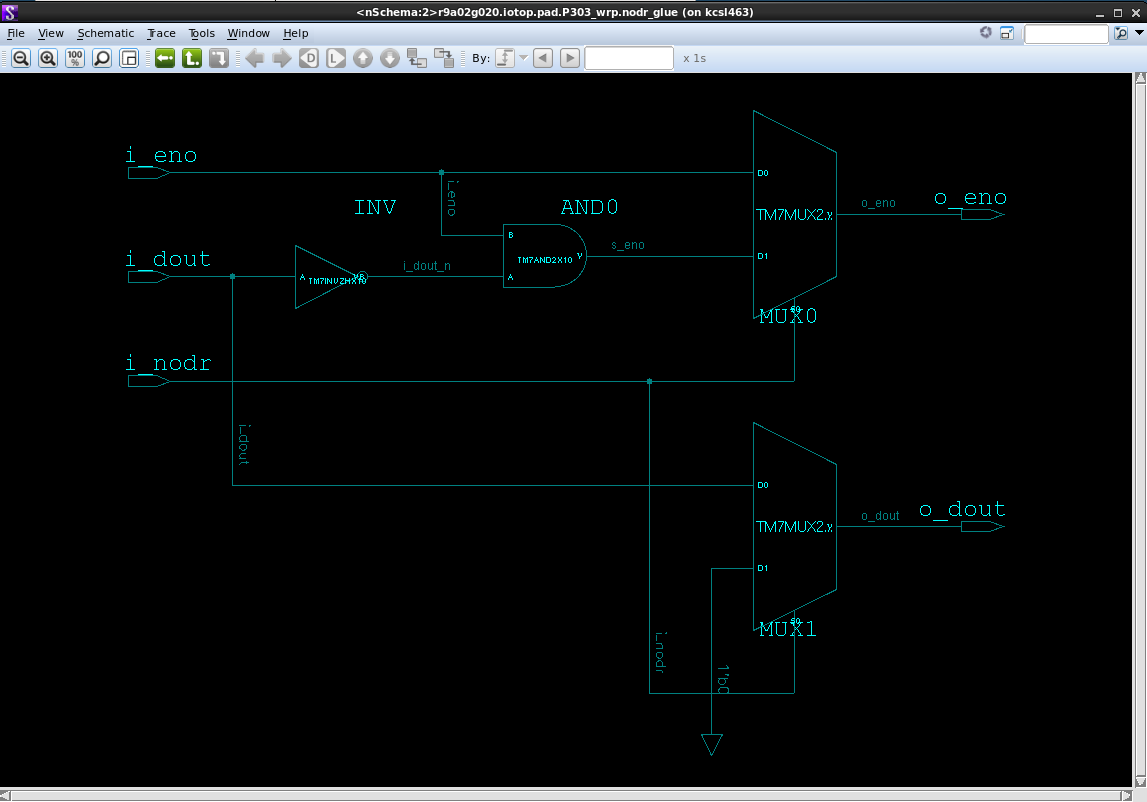 <nSchema:2>r9a02g020.iotop.pad.P303_wrp.nodr_glue (on kcsl463)
File View Schematic Trace Tools Window Help
100%
D L By: x 1s
i_eno
i_eno
INV
AND0
D0
TM7MUX2.
o_eno
o_eno
i_dout
A
i_dout_n
B
A
TM7AND2X10
s_eno
D1
MUX0
i_nodr
i_dout
D0
TM7MUX2.
o_dout
o_dout
D1
MUX1
i_nodr
1'b0